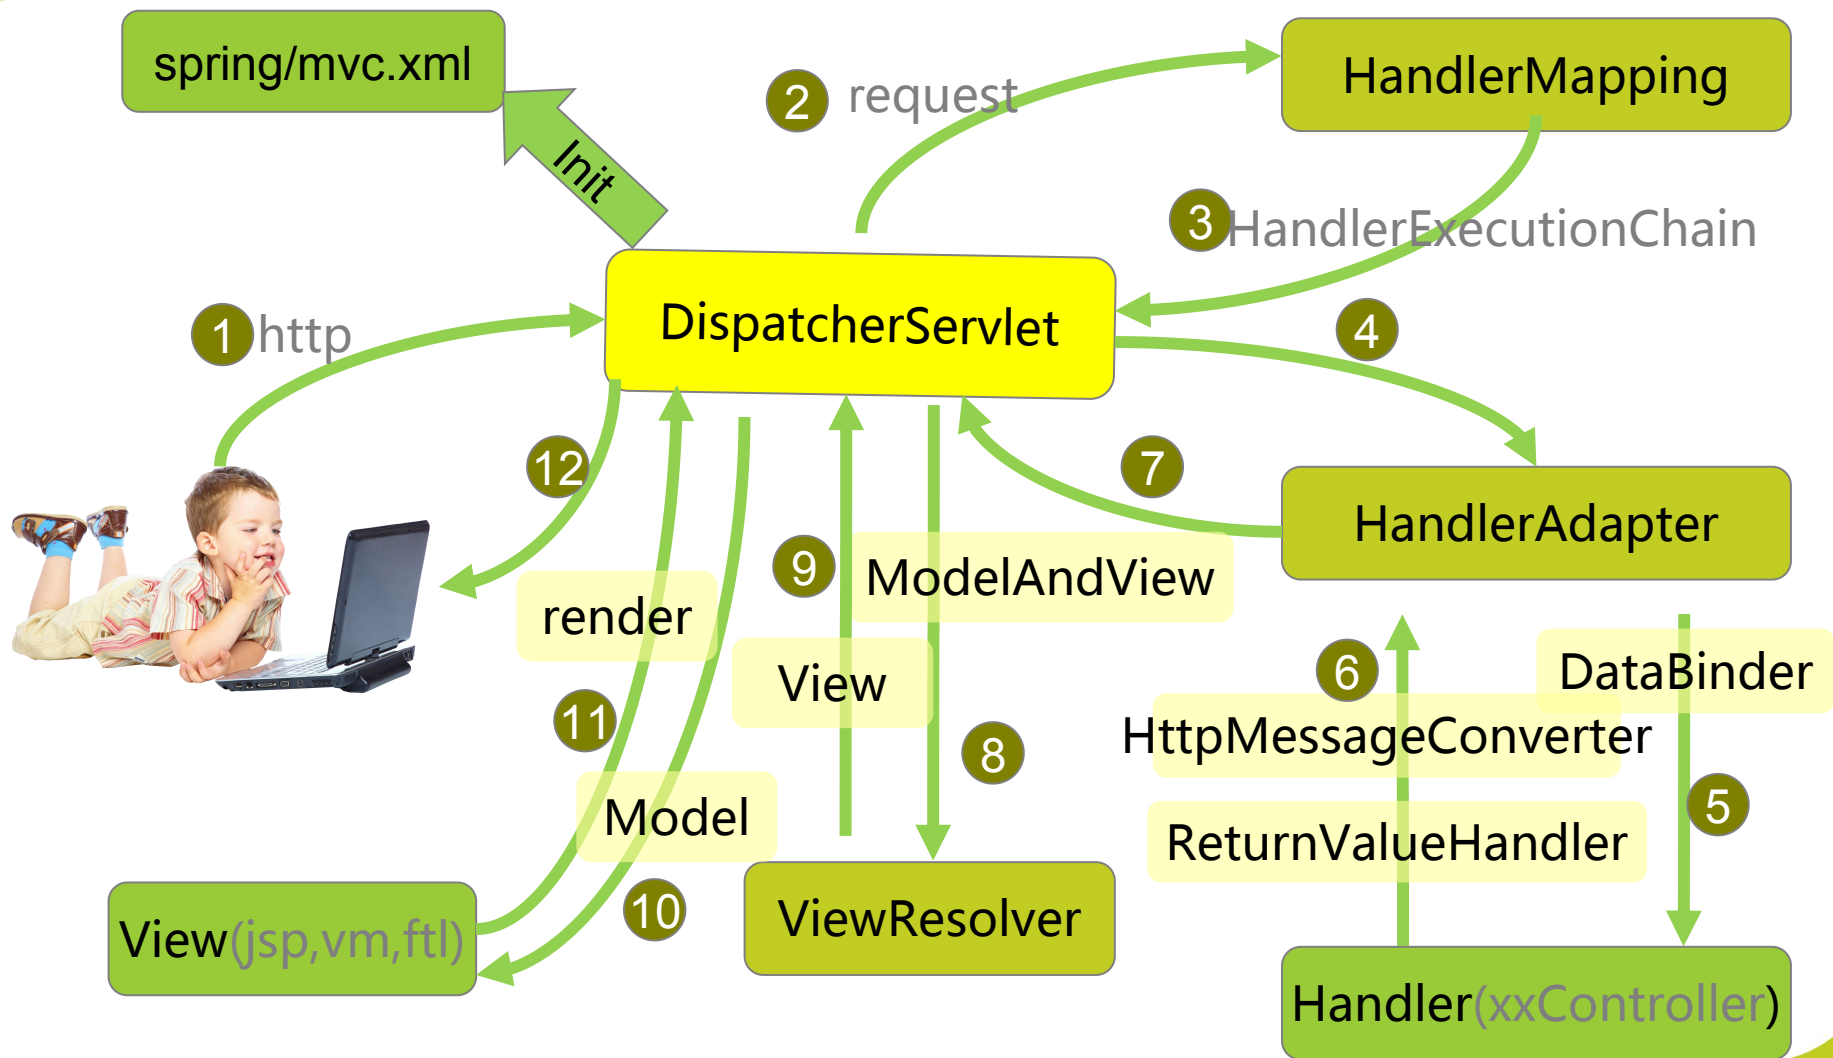 spring/mvc.xml
Init
2
request
HandlerMapping
3
HandlerExecutionChain
1
http
DispatcherServlet
4
12
7
HandlerAdapter
9
ModelAndView
render
View
6
DataBinder
11
8
HttpMessageConverter
5
Model
ReturnValueHandler
10
View(jsp,vm,ftl)
ViewResolver
Handler(xxController)